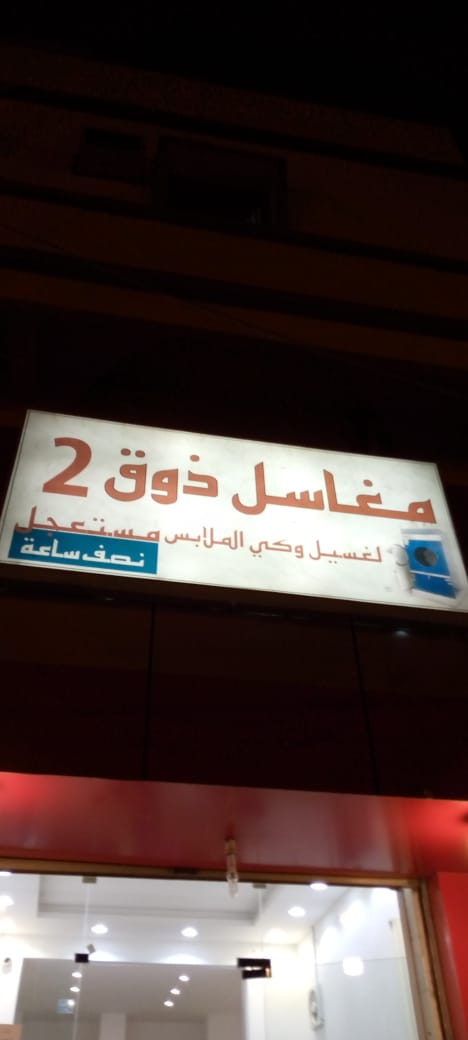 مغاسل ذوق 2
لغسيل وكي الملابس مستعجل
نصف ساعة